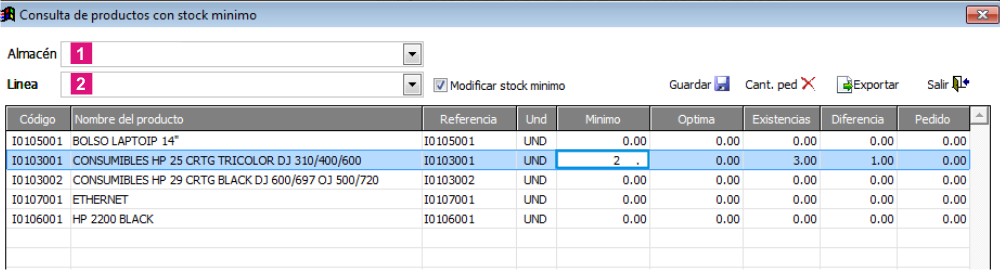 Consulta de productos con stock minimo
Almacén 1
Linea 2 Modificar stock minimo Guardar Cant. ped Exportar Salir
Código Nombre del producto Referencia Und Minimo Optima Existencias Diferencia Pedido
I0105001 BOLSO LAPTOIP 14" I0105001 UND 0.00 0.00 0.00 0.00 0.00
I0103001 CONSUMIBLES HP 25 CRTG TRICOLOR DJ 310/400/600 I0103001 UND 2 . 0.00 3.00 1.00 0.00
I0103002 CONSUMIBLES HP 29 CRTG BLACK DJ 600/697 OJ 500/720 I0103002 UND 0.00 0.00 0.00 0.00 0.00
I0107001 ETHERNET I0107001 UND 0.00 0.00 0.00 0.00 0.00
I0106001 HP 2200 BLACK I0106001 UND 0.00 0.00 0.00 0.00 0.00